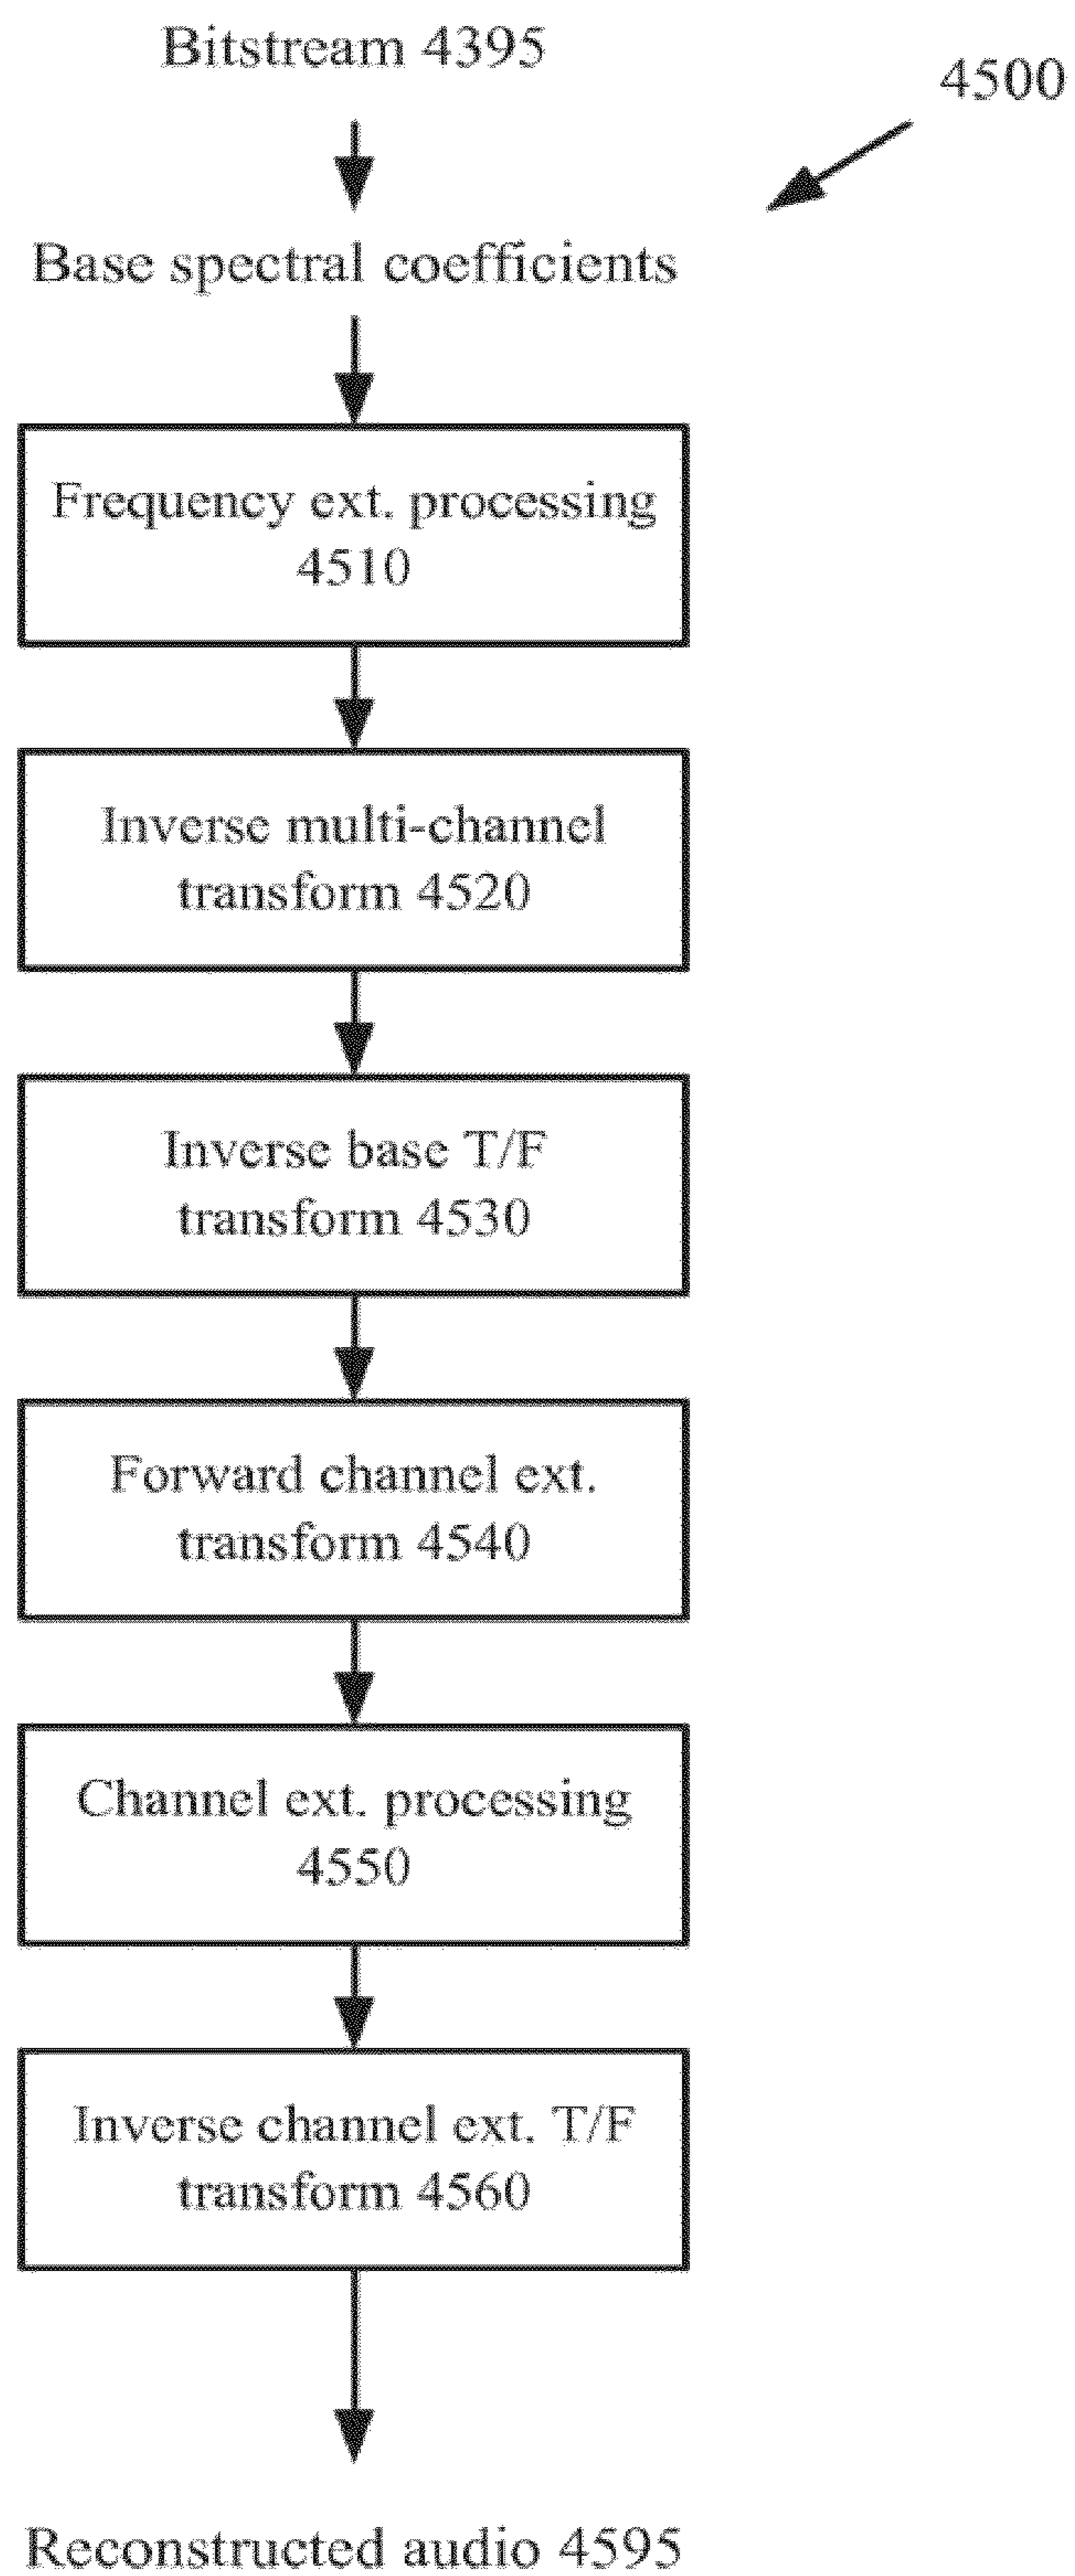 Bitstream 4395
4500
Base spectral coefficients
Frequency ext. processing
4510
Inverse multi-channel
transform 4520
Inverse base T/F
transform 4530
Forward channel ext.
transform 4540
Channel ext. processing
4550
Inverse channel ext. T/F
transform 4560
Reconstructed audio 4595